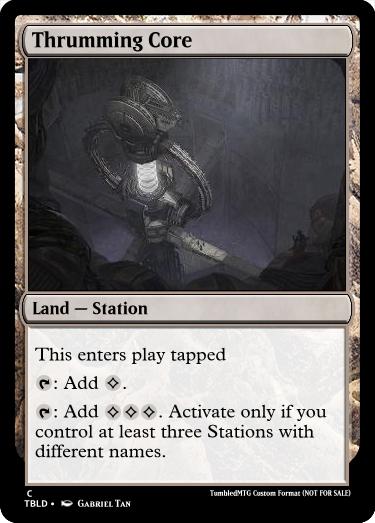 Thrumming Core
Land — Station
This enters play tapped
: Add .
: Add . Activate only if you
control at least three Stations with
different names.
C
TBLD • Gabriel Tan
TumbledMTG Custom Format (NOT FOR SALE)